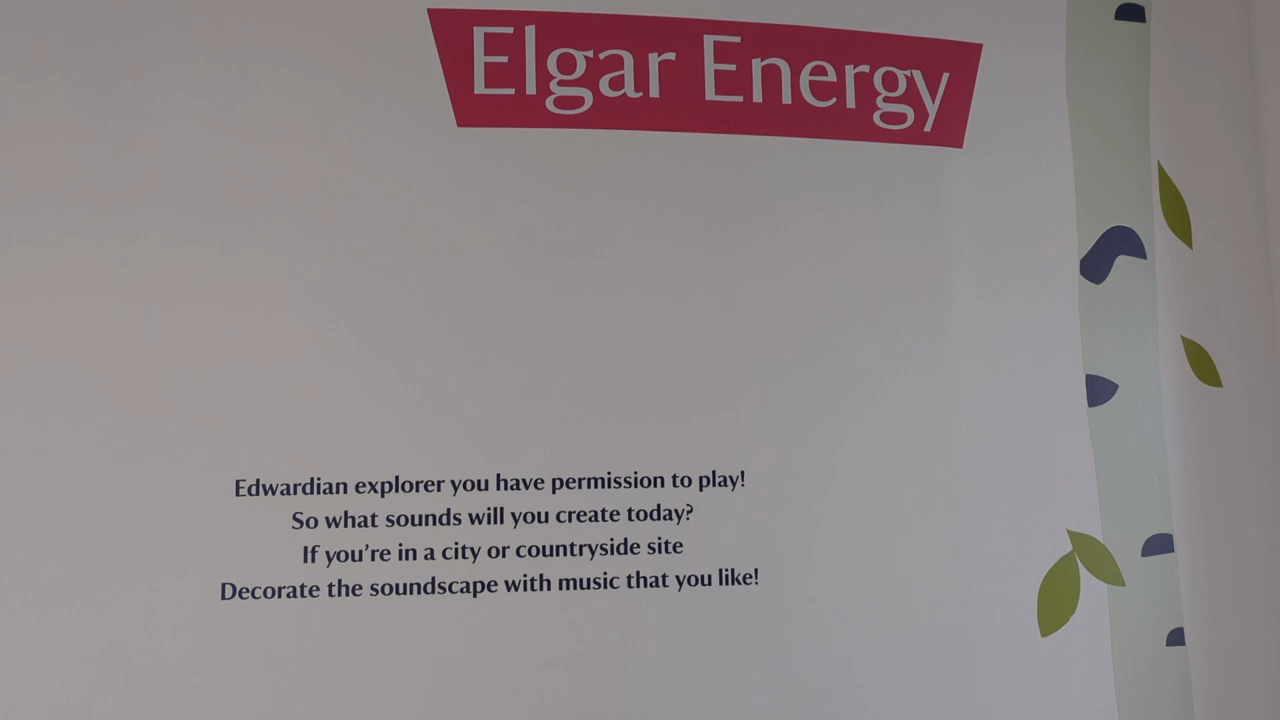 Elgar Energy
Edwardian explorer you have permission to play!
So what sounds will you create today?
If you’re in a city or countryside site
Decorate the soundscape with music that you like!